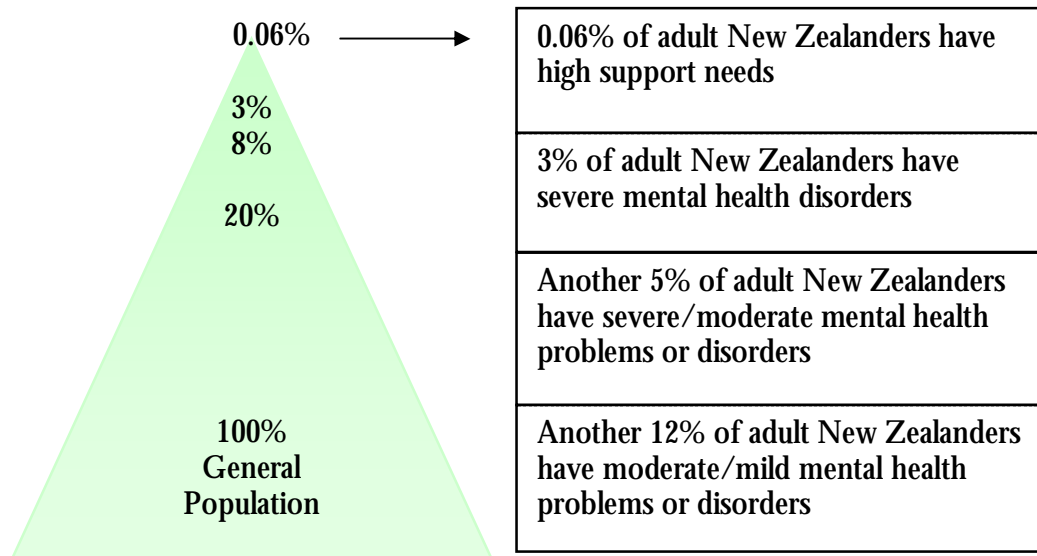 0.06%
3%
8%
20%
100%
General
Population
0.06% of adult New Zealanders have
high support needs
3% of adult New Zealanders have
severe mental health disorders
Another 5% of adult New Zealanders
have severe/moderate mental health
problems or disorders
Another 12% of adult New Zealanders
have moderate/mild mental health
problems or disorders